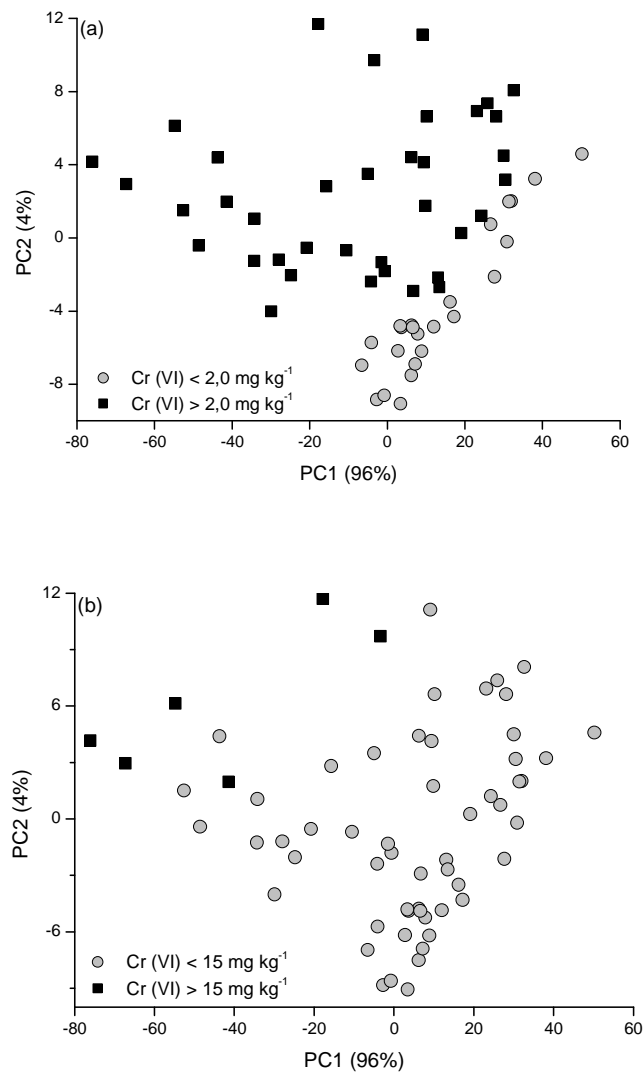 (a)
12
8
4
0
-4
-8
PC2 (4%)
Cr (VI) < 2,0 mg kg⁻¹
Cr (VI) > 2,0 mg kg⁻¹
-80 -60 -40 -20 0 20 40 60
PC1 (96%)
(b)
12
6
0
-6
PC2 (4%)
Cr (VI) < 15 mg kg⁻¹
Cr (VI) > 15 mg kg⁻¹
-80 -60 -40 -20 0 20 40 60
PC1 (96%)